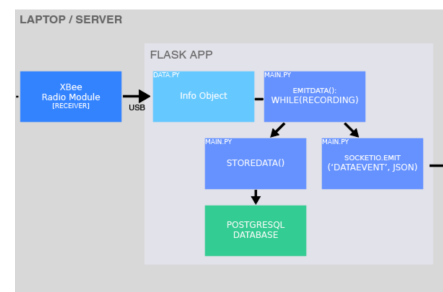 LAPTOP / SERVER
FLASK APP
XBee
Radio Module
[RECEIVER]
USB
DATA.PY
Info Object
MAIN.PY
EMITDATA():
WHILE(RECORDING)
MAIN.PY
STOREDATA()
MAIN.PY
SOCKETIO.EMIT
('DATAEVENT', JSON)
POSTGRESQL
DATABASE